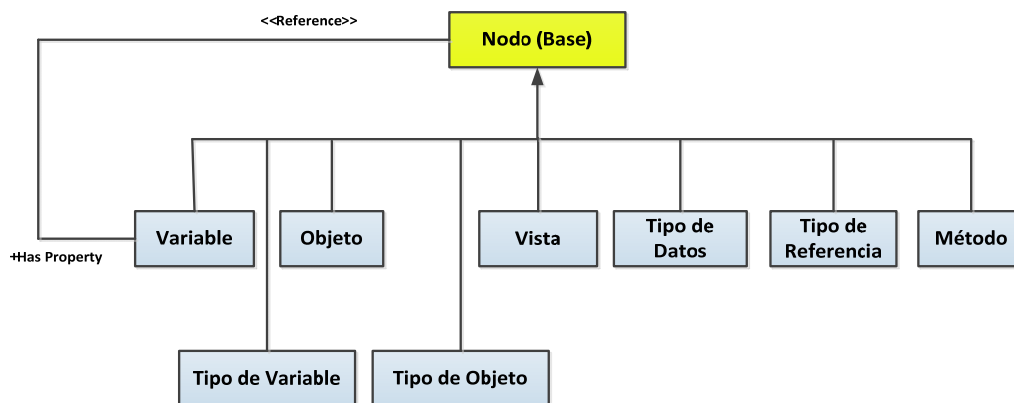 <<Reference>>
Nodo (Base)
Variable
Objeto
Vista
Tipo de
Datos
Tipo de
Referencia
Método
+Has Property
Tipo de Variable
Tipo de Objeto